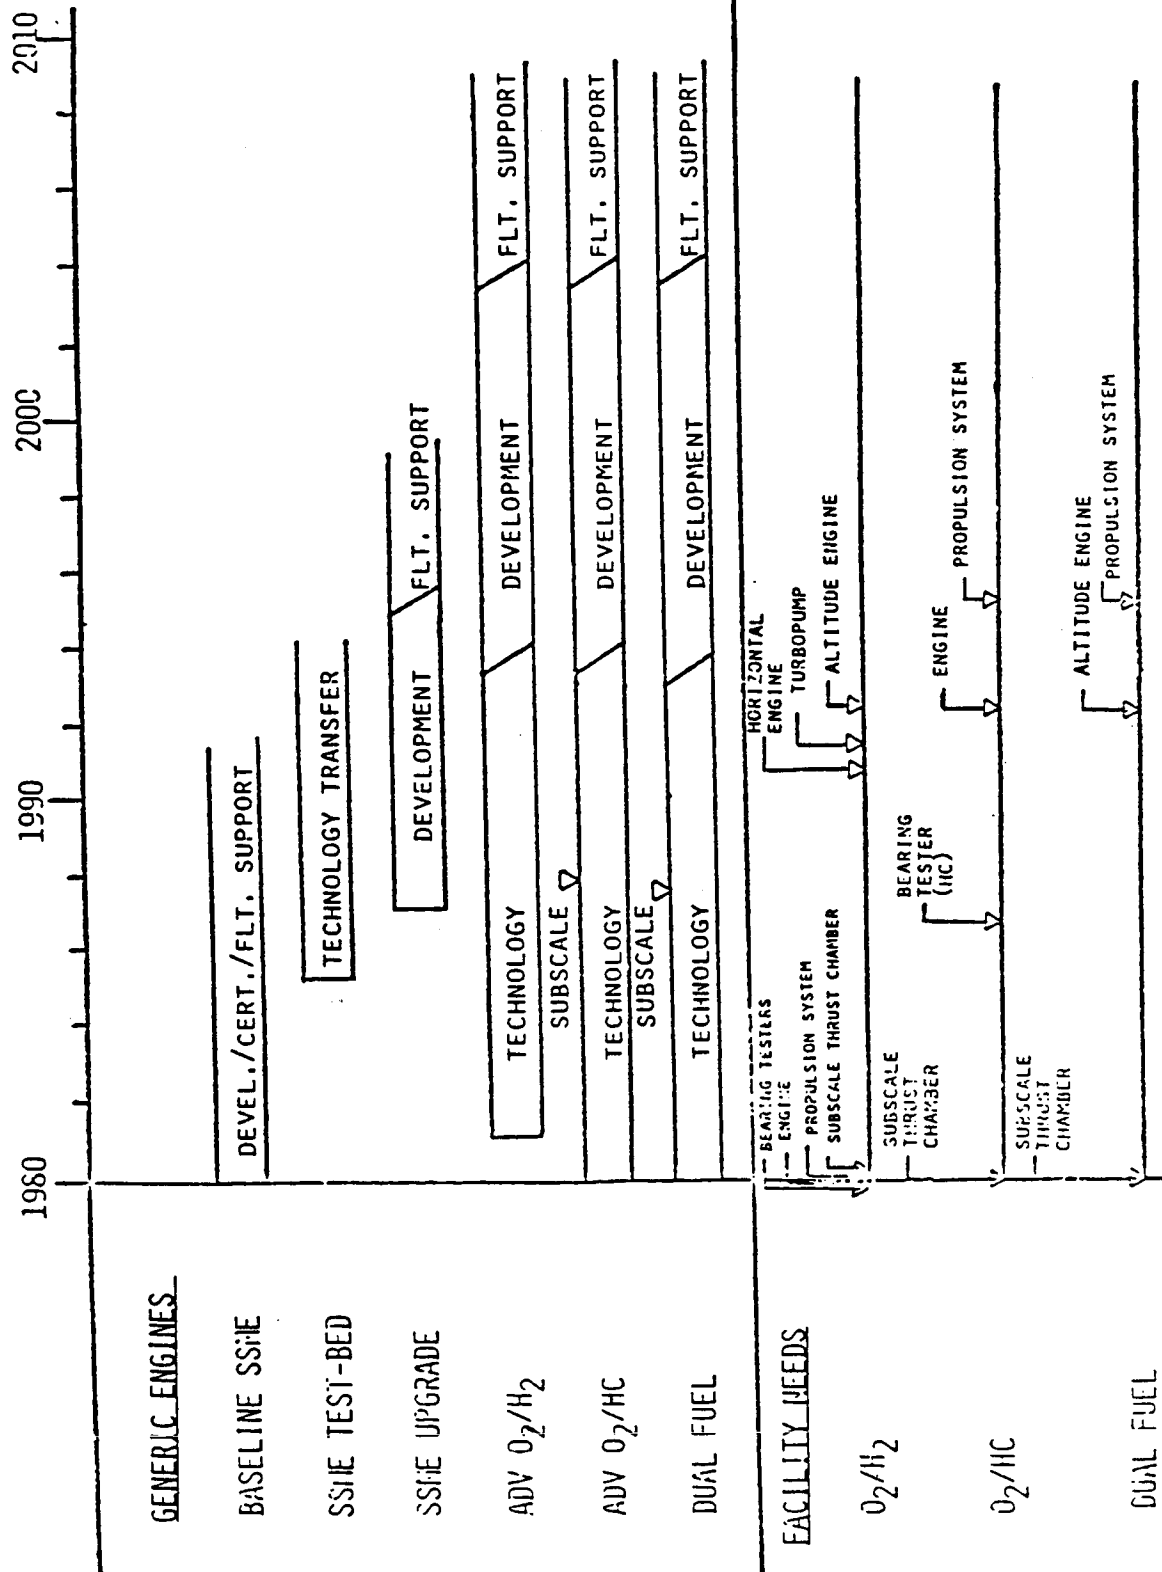 1980 1990 2000 2010
GENERIC ENGINES
BASELINE SSME
DEVEL./CERT./FLT. SUPPORT
SSME TEST-BED
TECHNOLOGY TRANSFER
SSME UPGRADE
DEVELOPMENT FLT. SUPPORT
ADV O2/H2
TECHNOLOGY DEVELOPMENT FLT. SUPPORT
SUBSCALE
ADV O2/HC
TECHNOLOGY DEVELOPMENT FLT. SUPPORT
SUBSCALE
DUAL FUEL
TECHNOLOGY DEVELOPMENT FLT. SUPPORT
FACILITY NEEDS
BEARING TESTERS
ENGINE
PROPULSION SYSTEM
SUBSCALE THRUST CHAMBER
HORIZONTAL
ENGINE
TURBOPUMP
ALTITUDE ENGINE
O2/H2
SUBSCALE
THRUST
CHAMBER
BEARING
TESTER
(HC)
ENGINE
PROPULSION SYSTEM
O2/HC
SUBSCALE
THRUST
CHAMBER
ALTITUDE ENGINE
PROPULSION SYSTEM
DUAL FUEL